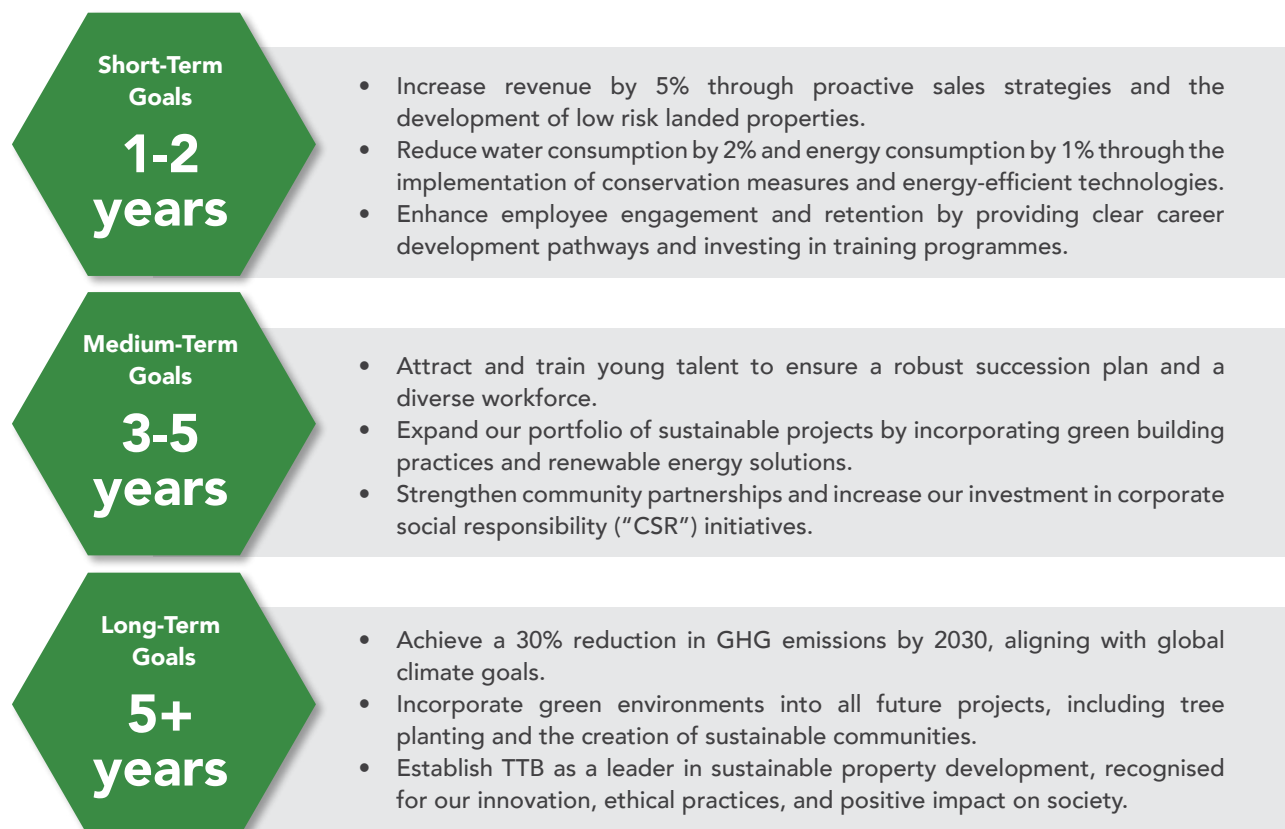 Short-Term
Goals
1-2
years
• Increase revenue by 5% through proactive sales strategies and the
development of low risk landed properties.
• Reduce water consumption by 2% and energy consumption by 1% through the
implementation of conservation measures and energy-efficient technologies.
• Enhance employee engagement and retention by providing clear career
development pathways and investing in training programmes.
Medium-Term
Goals
3-5
years
• Attract and train young talent to ensure a robust succession plan and a
diverse workforce.
• Expand our portfolio of sustainable projects by incorporating green building
practices and renewable energy solutions.
• Strengthen community partnerships and increase our investment in corporate
social responsibility (“CSR”) initiatives.
Long-Term
Goals
5+
years
• Achieve a 30% reduction in GHG emissions by 2030, aligning with global
climate goals.
• Incorporate green environments into all future projects, including tree
planting and the creation of sustainable communities.
• Establish TTB as a leader in sustainable property development, recognised
for our innovation, ethical practices, and positive impact on society.